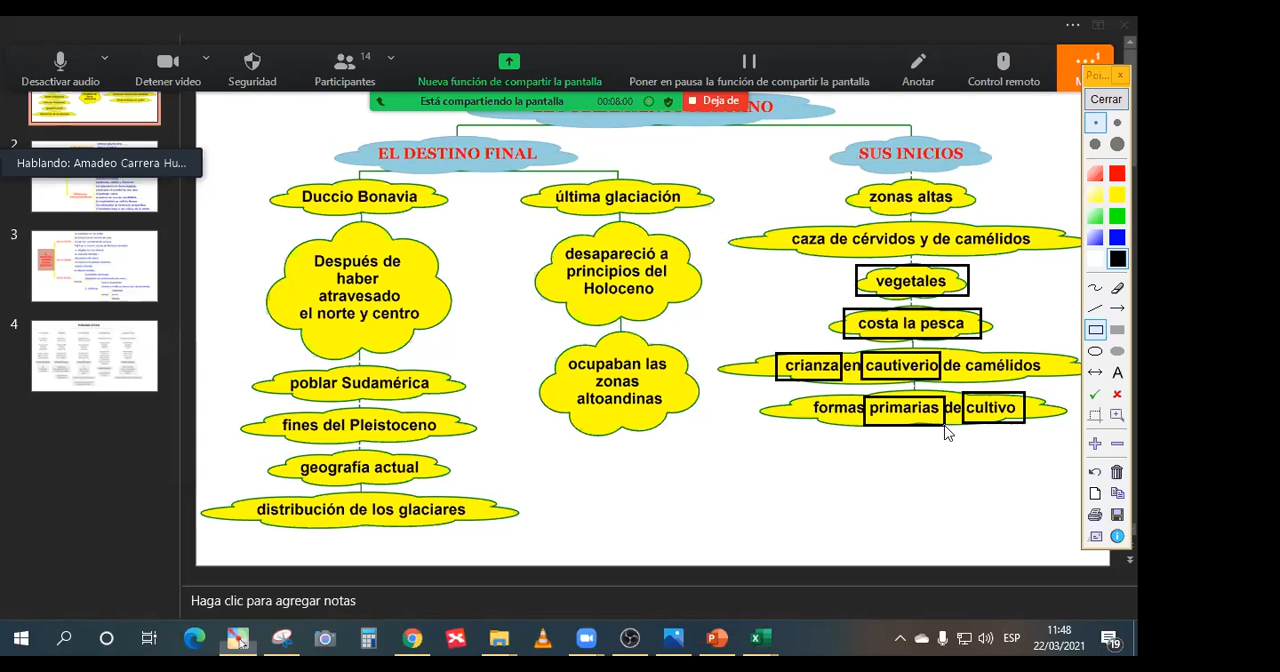 14
Desactivar audio
Detener video
Seguridad
Participantes
Nueva función de compartir la pantalla
Poner en pausa la función de compartir la pantalla
Anotar
Control remoto
1
Está compartiendo la pantalla
00:08:00
Deja de
Cerrar
2
Hablando: Amadeo Carrera Hu...
3
4
EL DESTINO FINAL
Duccio Bonavia
Después de
haber
atravesado
el norte y centro
poblar Sudamérica
fines del Pleistoceno
geografía actual
distribución de los glaciares
última glaciación
desapareció a
principios del
Holoceno
ocupaban las
zonas
altoandinas
SUS INICIOS
zonas altas
caza de cérvidos y de camélidos
vegetales
costa la pesca
crianza en cautiverio de camélidos
formas primarias de cultivo
A
Haga clic para agregar notas
ESP
11:48
22/03/2021
19